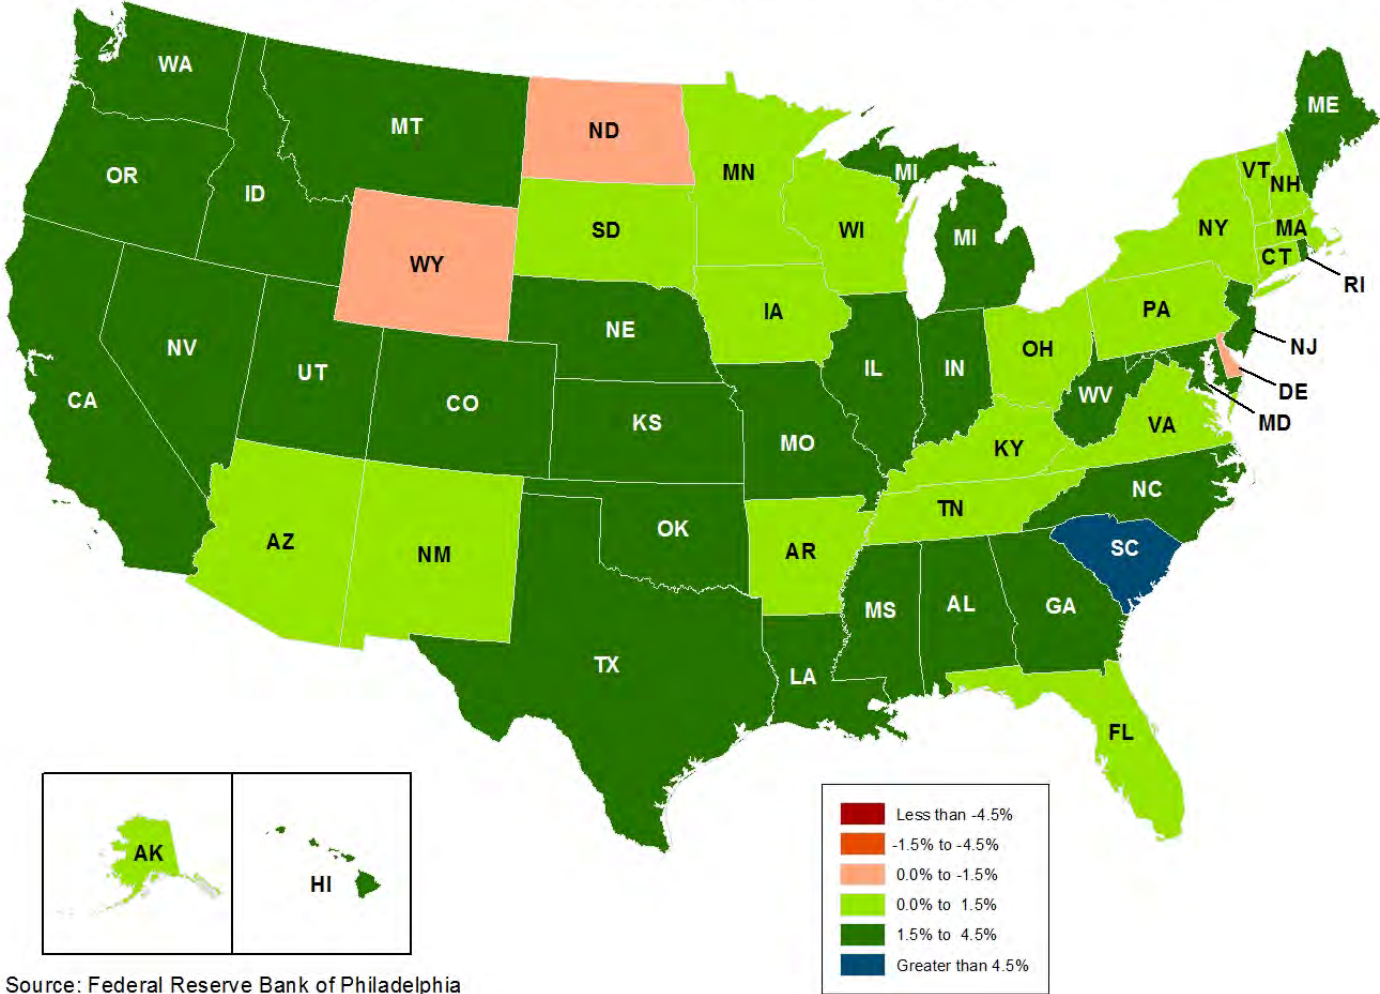 WA
ME
MT
ND
MI
MN
VT
NH
OR
ID
SD
WI
MI
NY
MA
CT
WY
RI
IA
PA
NE
NJ
NV
UT
IL
IN
OH
DE
CA
CO
WV
MD
KS
MO
KY
VA
NC
TN
AZ
NM
OK
AR
SC
MS
AL
GA
TX
LA
FL
AK
HI
Less than -4.5%
-1.5% to -4.5%
0.0% to -1.5%
0.0% to 1.5%
1.5% to 4.5%
Greater than 4.5%
Source: Federal Reserve Bank of Philadelphia